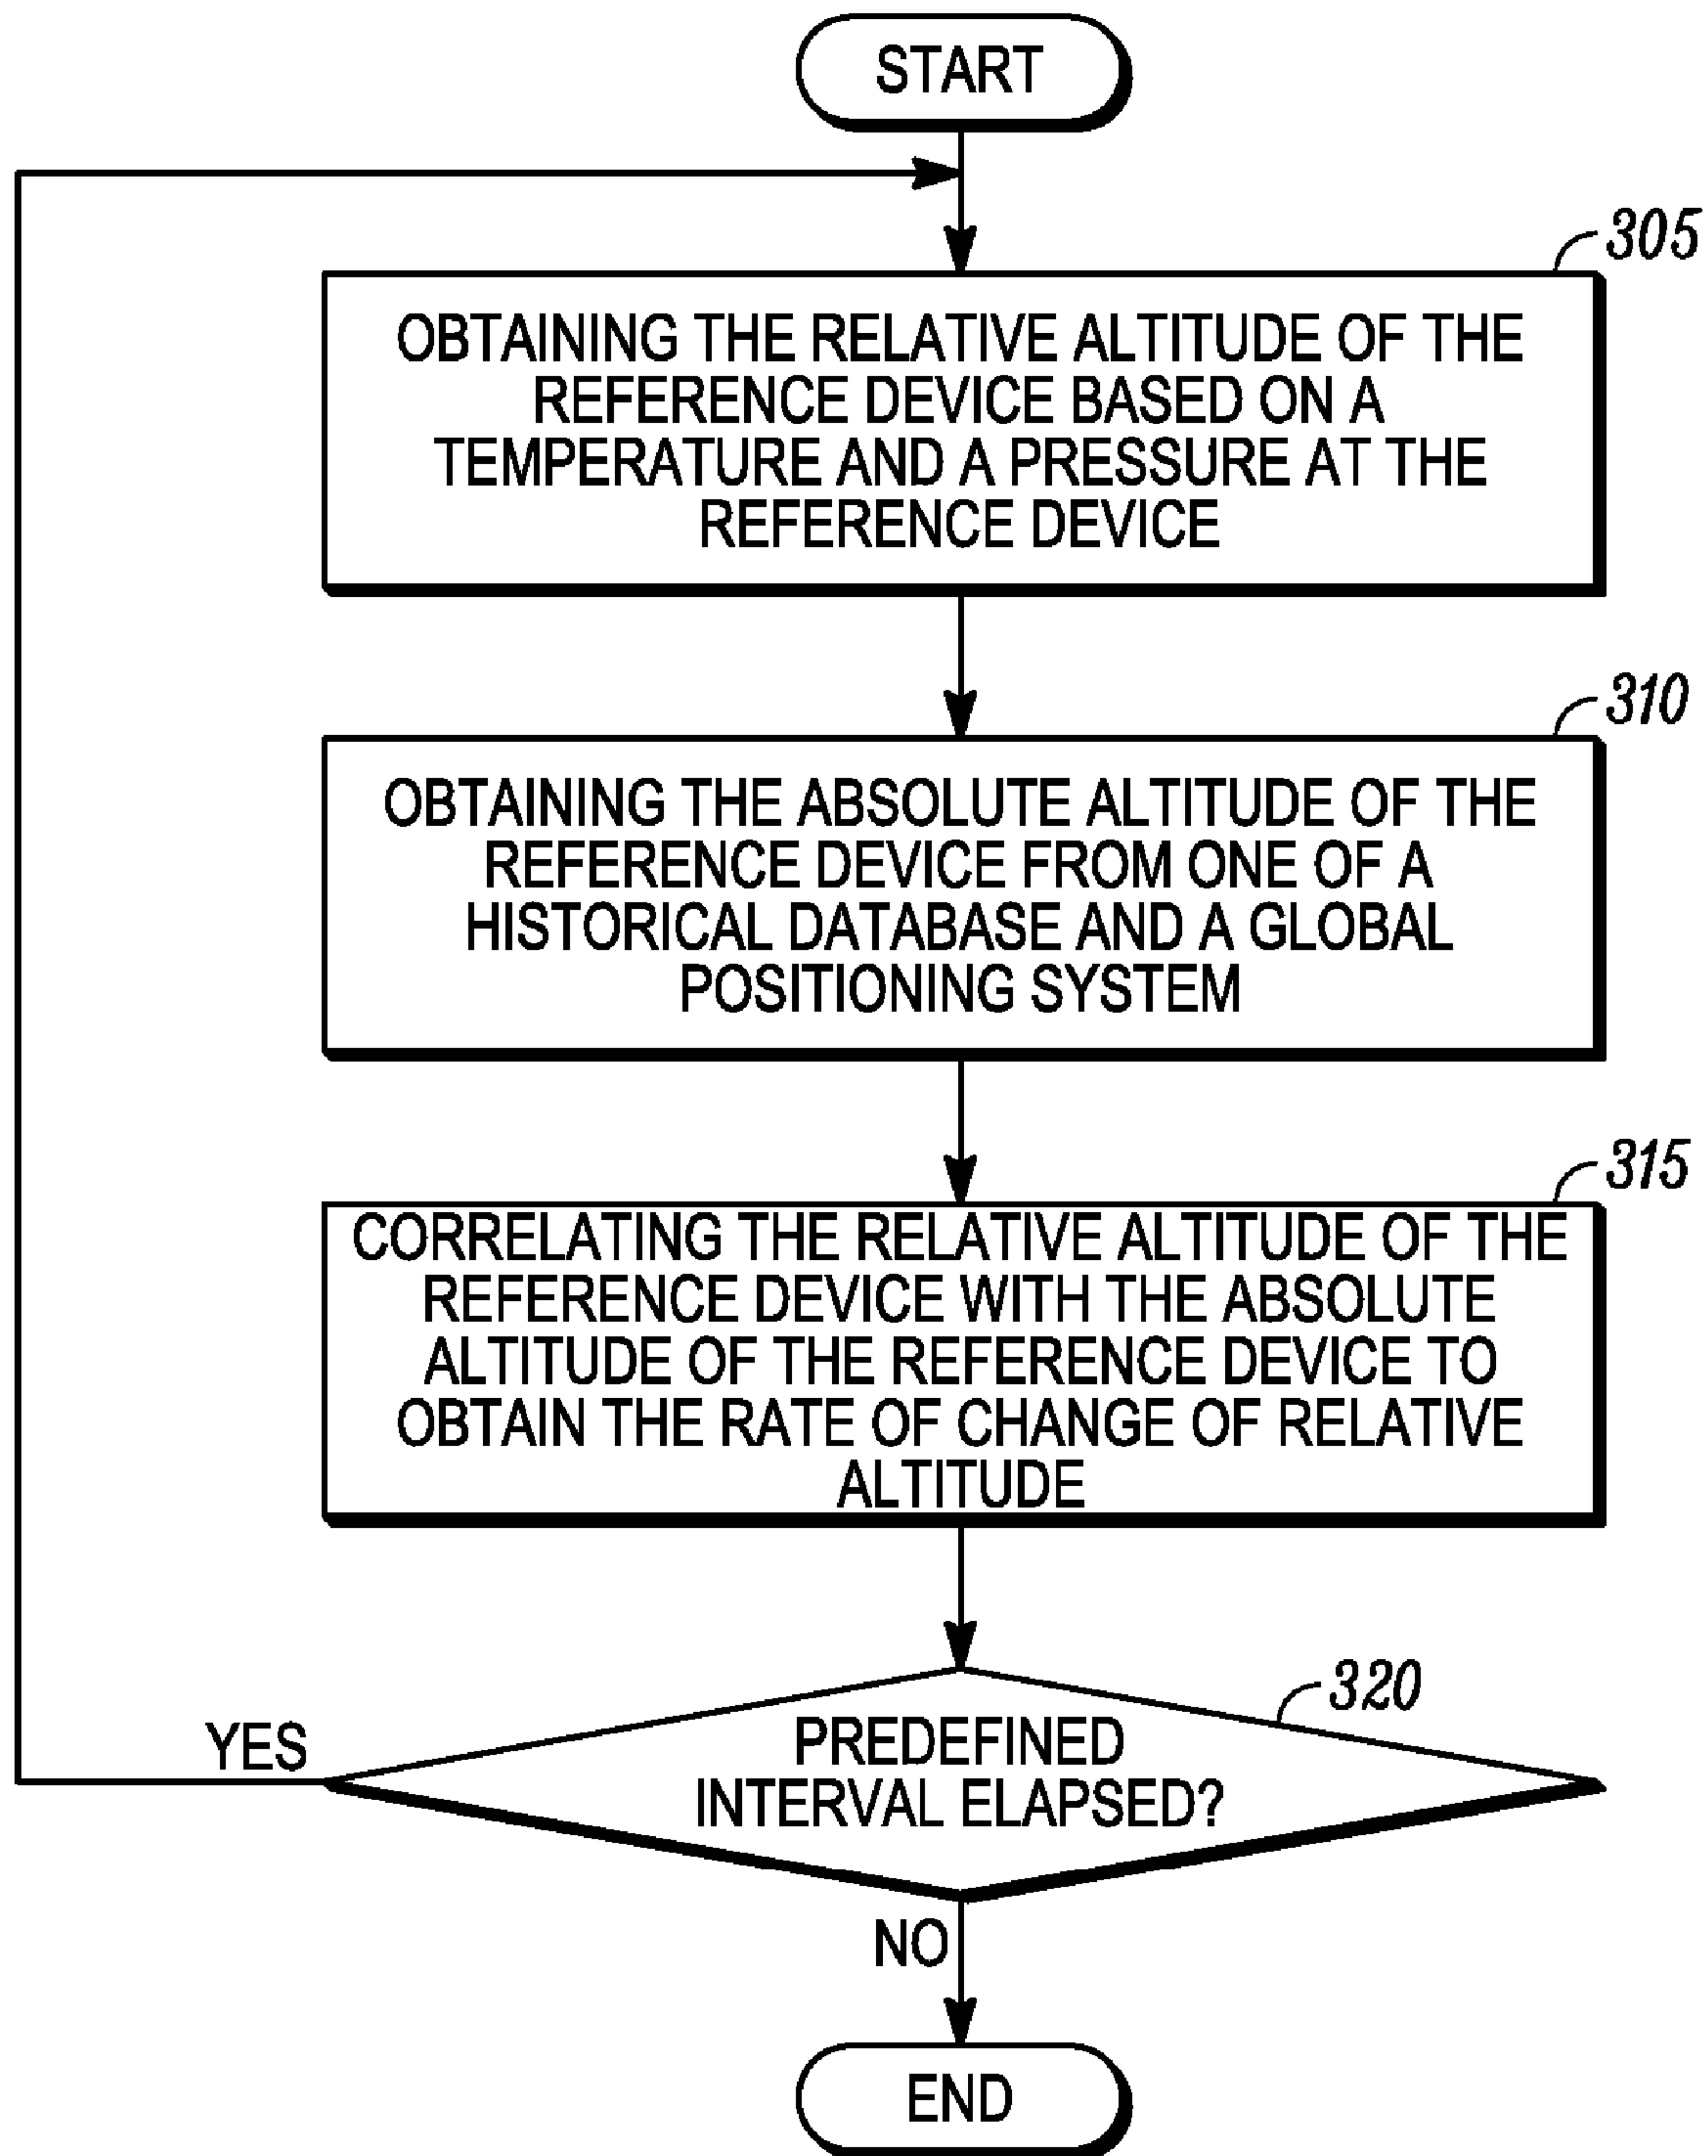 START
305
OBTAINING THE RELATIVE ALTITUDE OF THE
REFERENCE DEVICE BASED ON A
TEMPERATURE AND A PRESSURE AT THE
REFERENCE DEVICE
310
OBTAINING THE ABSOLUTE ALTITUDE OF THE
REFERENCE DEVICE FROM ONE OF A
HISTORICAL DATABASE AND A GLOBAL
POSITIONING SYSTEM
315
CORRELATING THE RELATIVE ALTITUDE OF THE
REFERENCE DEVICE WITH THE ABSOLUTE
ALTITUDE OF THE REFERENCE DEVICE TO
OBTAIN THE RATE OF CHANGE OF RELATIVE
ALTITUDE
320
YES
PREDEFINED
INTERVAL ELAPSED?
NO
END